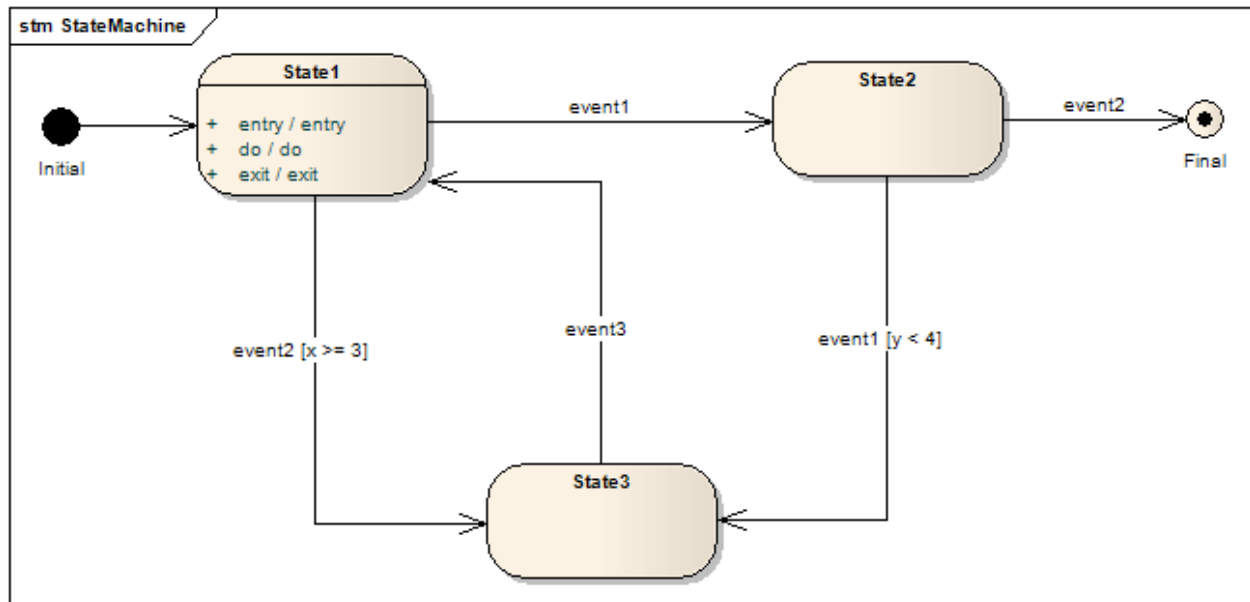 stm StateMachine
State1
+ entry / entry
+ do / do
+ exit / exit
Initial
event1
State2
event2
Final
event2 [x >= 3]
event3
event1 [y < 4]
State3